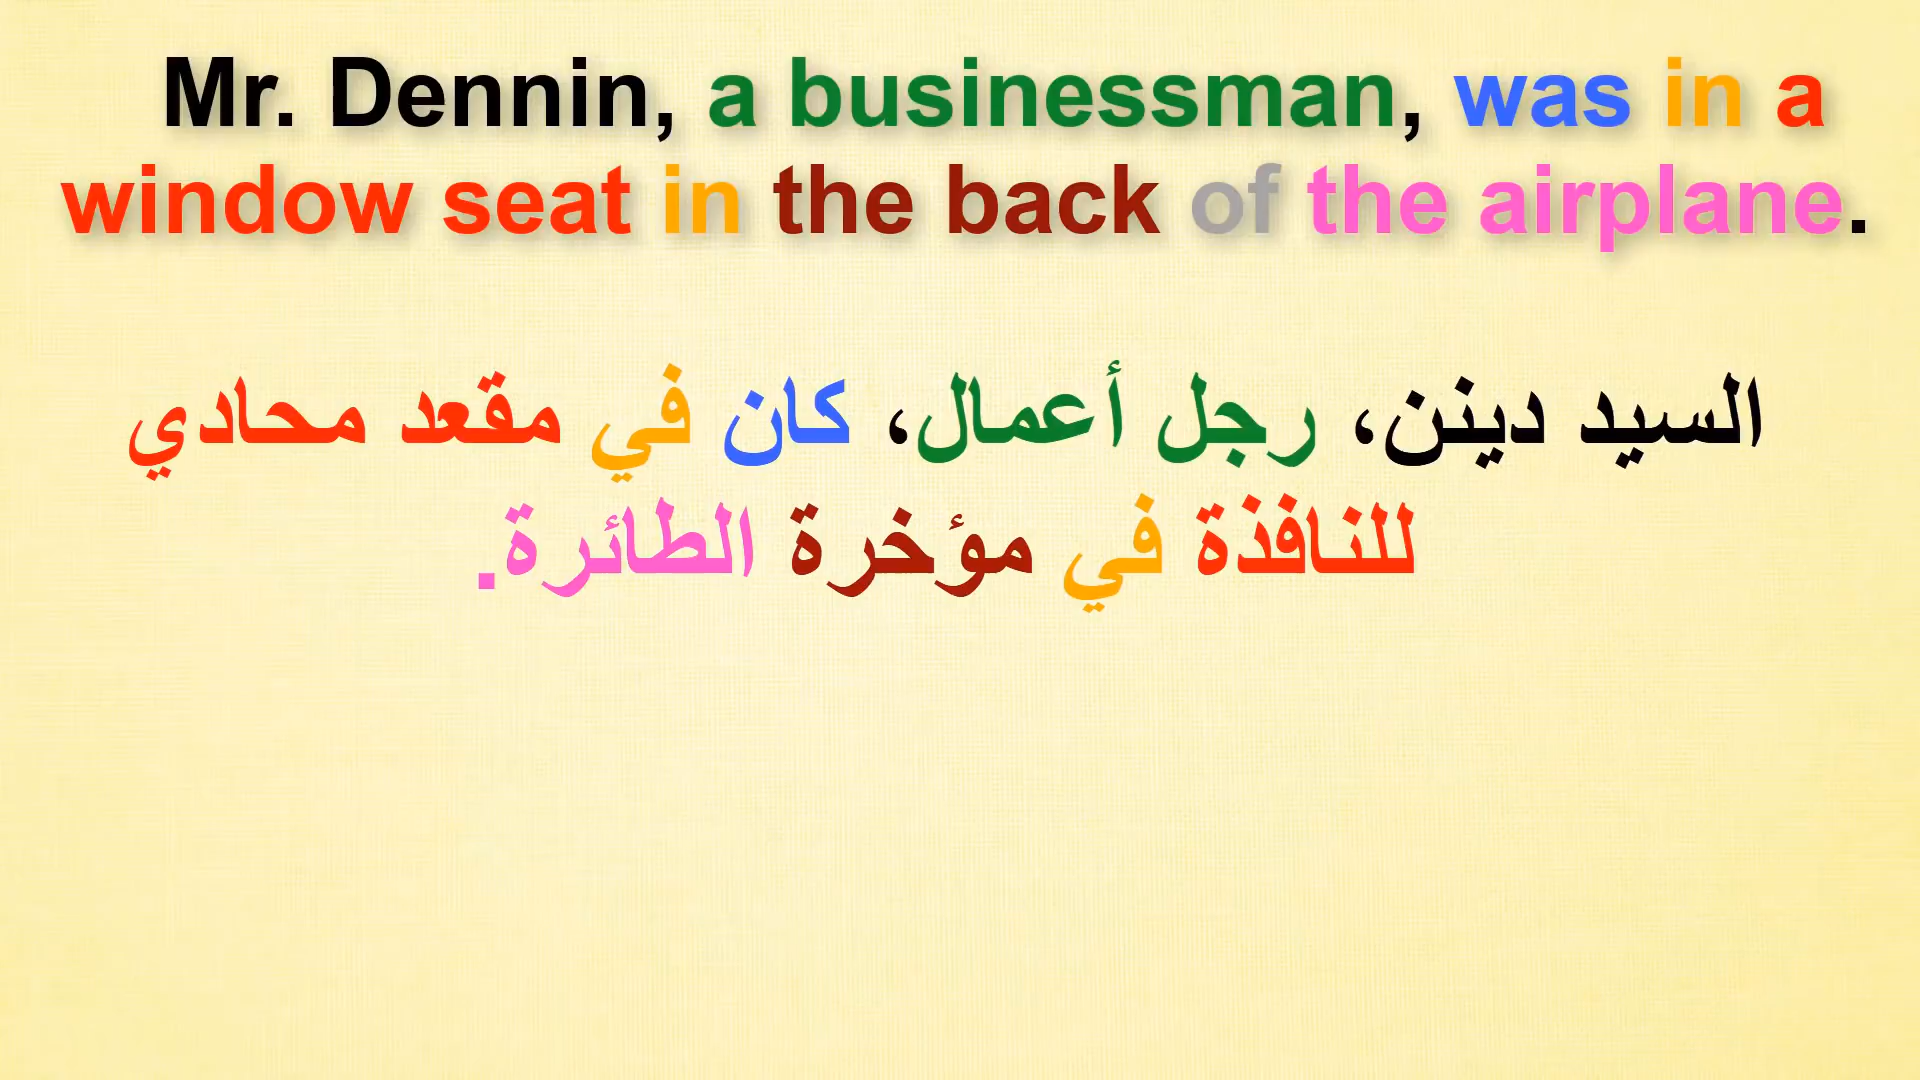 Mr. Dennin, a businessman, was in a
window seat in the back of the airplane.
السيد دينن، رجل أعمال، كان في مقعد محادي
للنافذة في مؤخرة الطائرة.